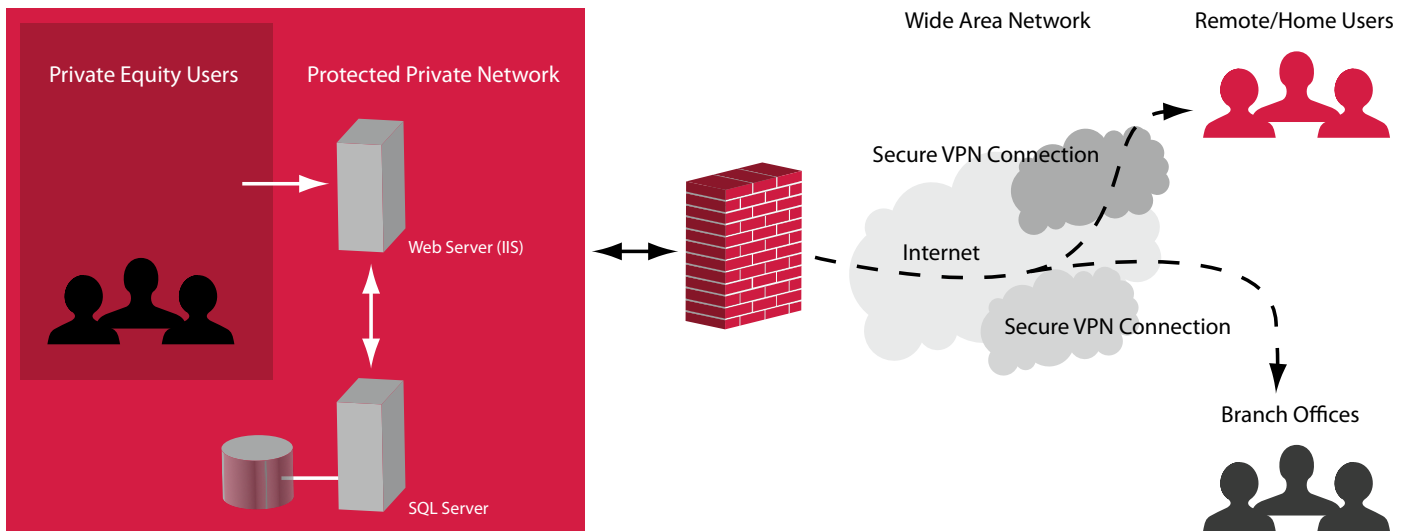 Wide Area Network
Remote/Home Users
Private Equity Users
Protected Private Network
Secure VPN Connection
Web Server (IIS)
Internet
Secure VPN Connection
Branch Offices
SQL Server